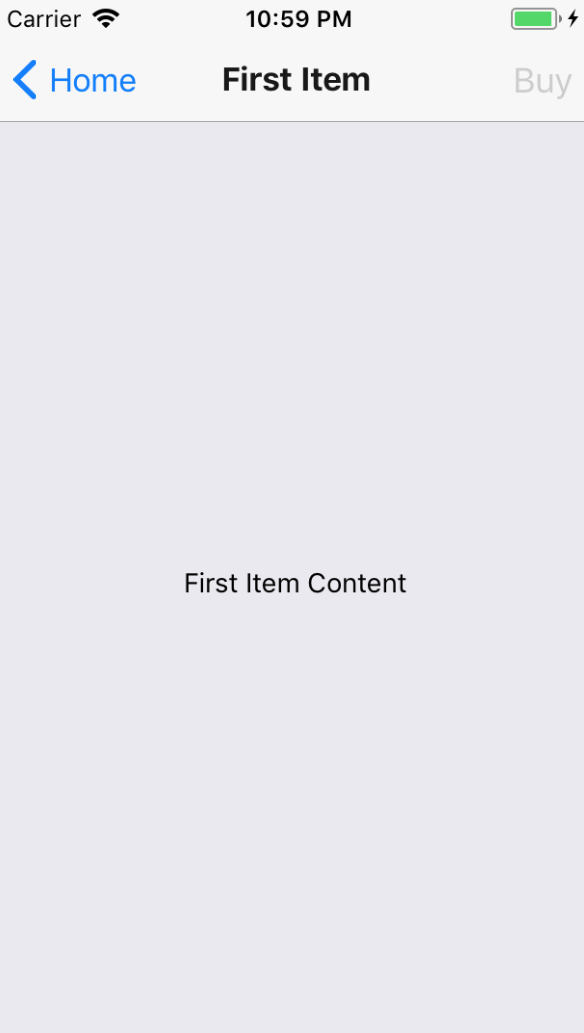 Carrier 10:59 PM
Home First Item Buy
First Item Content